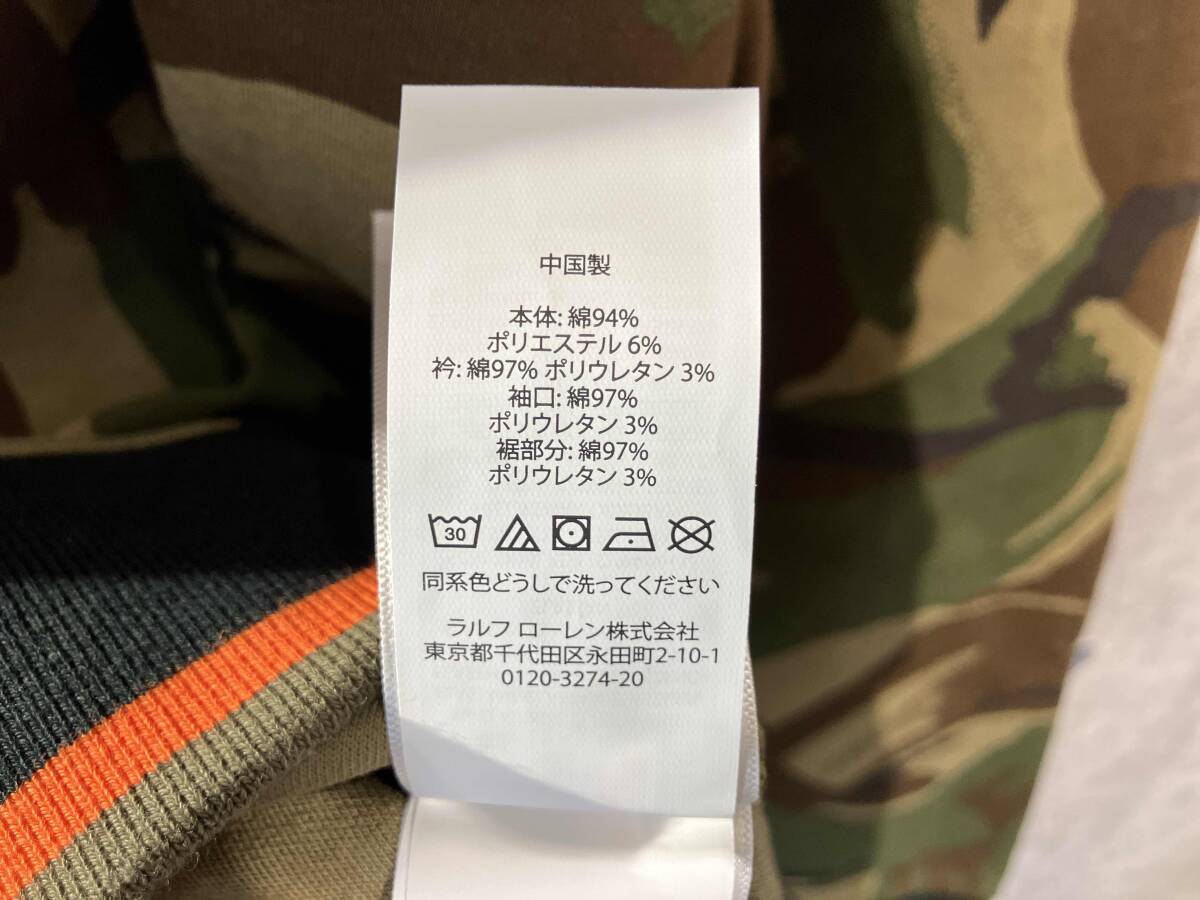 中国製
本体: 綿94%
ポリエステル 6%
衿: 綿97% ポリウレタン 3%
袖口: 綿97%
ポリウレタン 3%
裾部分: 綿97%
ポリウレタン 3%
30
同系色どうしで洗ってください
ラルフ ローレン株式会社
東京都千代田区永田町2-10-1
0120-3274-20